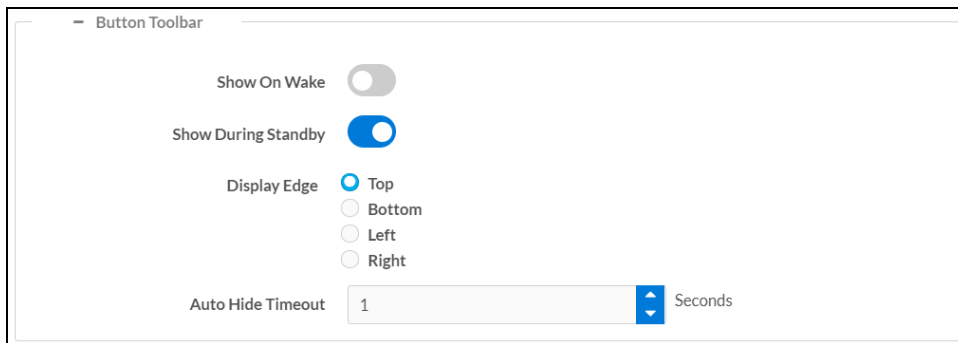 Button Toolbar
Show On Wake
Show During Standby
Display Edge Top
Bottom
Left
Right
Auto Hide Timeout 1 Seconds